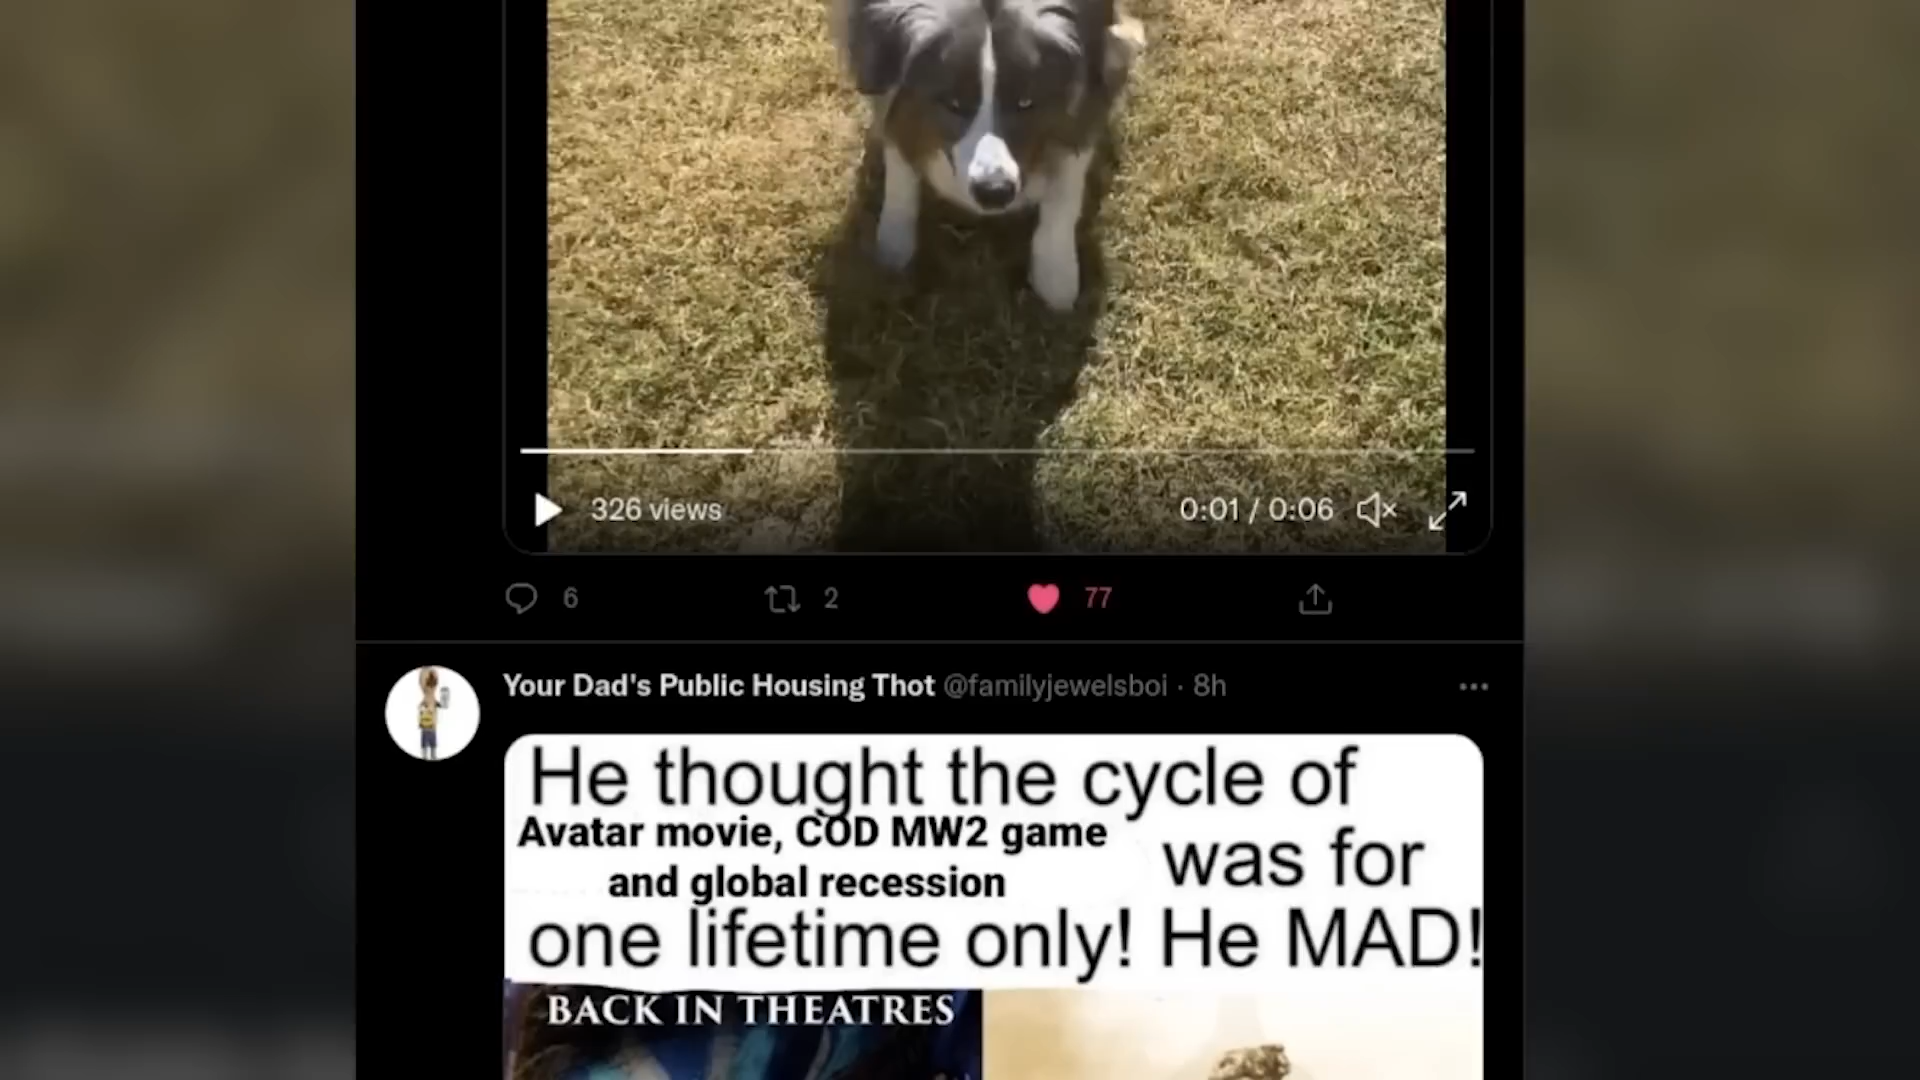 326 views
0:01 / 0:06
6
2
77
Your Dad's Public Housing Thot @familyjewelsboi · 8h
He thought the cycle of
Avatar movie, COD MW2 game
and global recession
was for
one lifetime only! He MAD!
BACK IN THEATRES